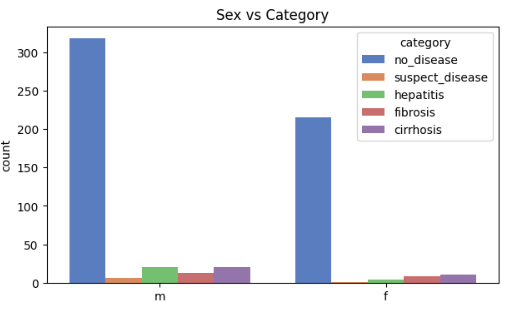 Sex vs Category
category
no_disease
suspect_disease
hepatitis
fibrosis
cirrhosis
count
300
250
200
150
100
50
0
m
f